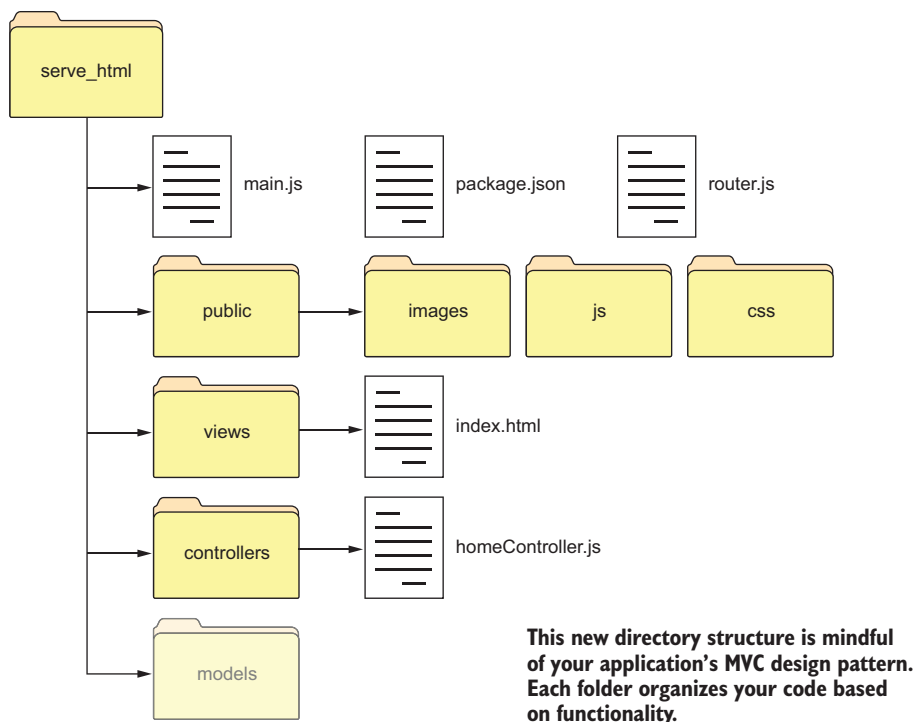 serve_html
main.js
package.json
router.js
public
images
js
css
views
index.html
controllers
homeController.js
models
This new directory structure is mindful
of your application's MVC design pattern.
Each folder organizes your code based
on functionality.